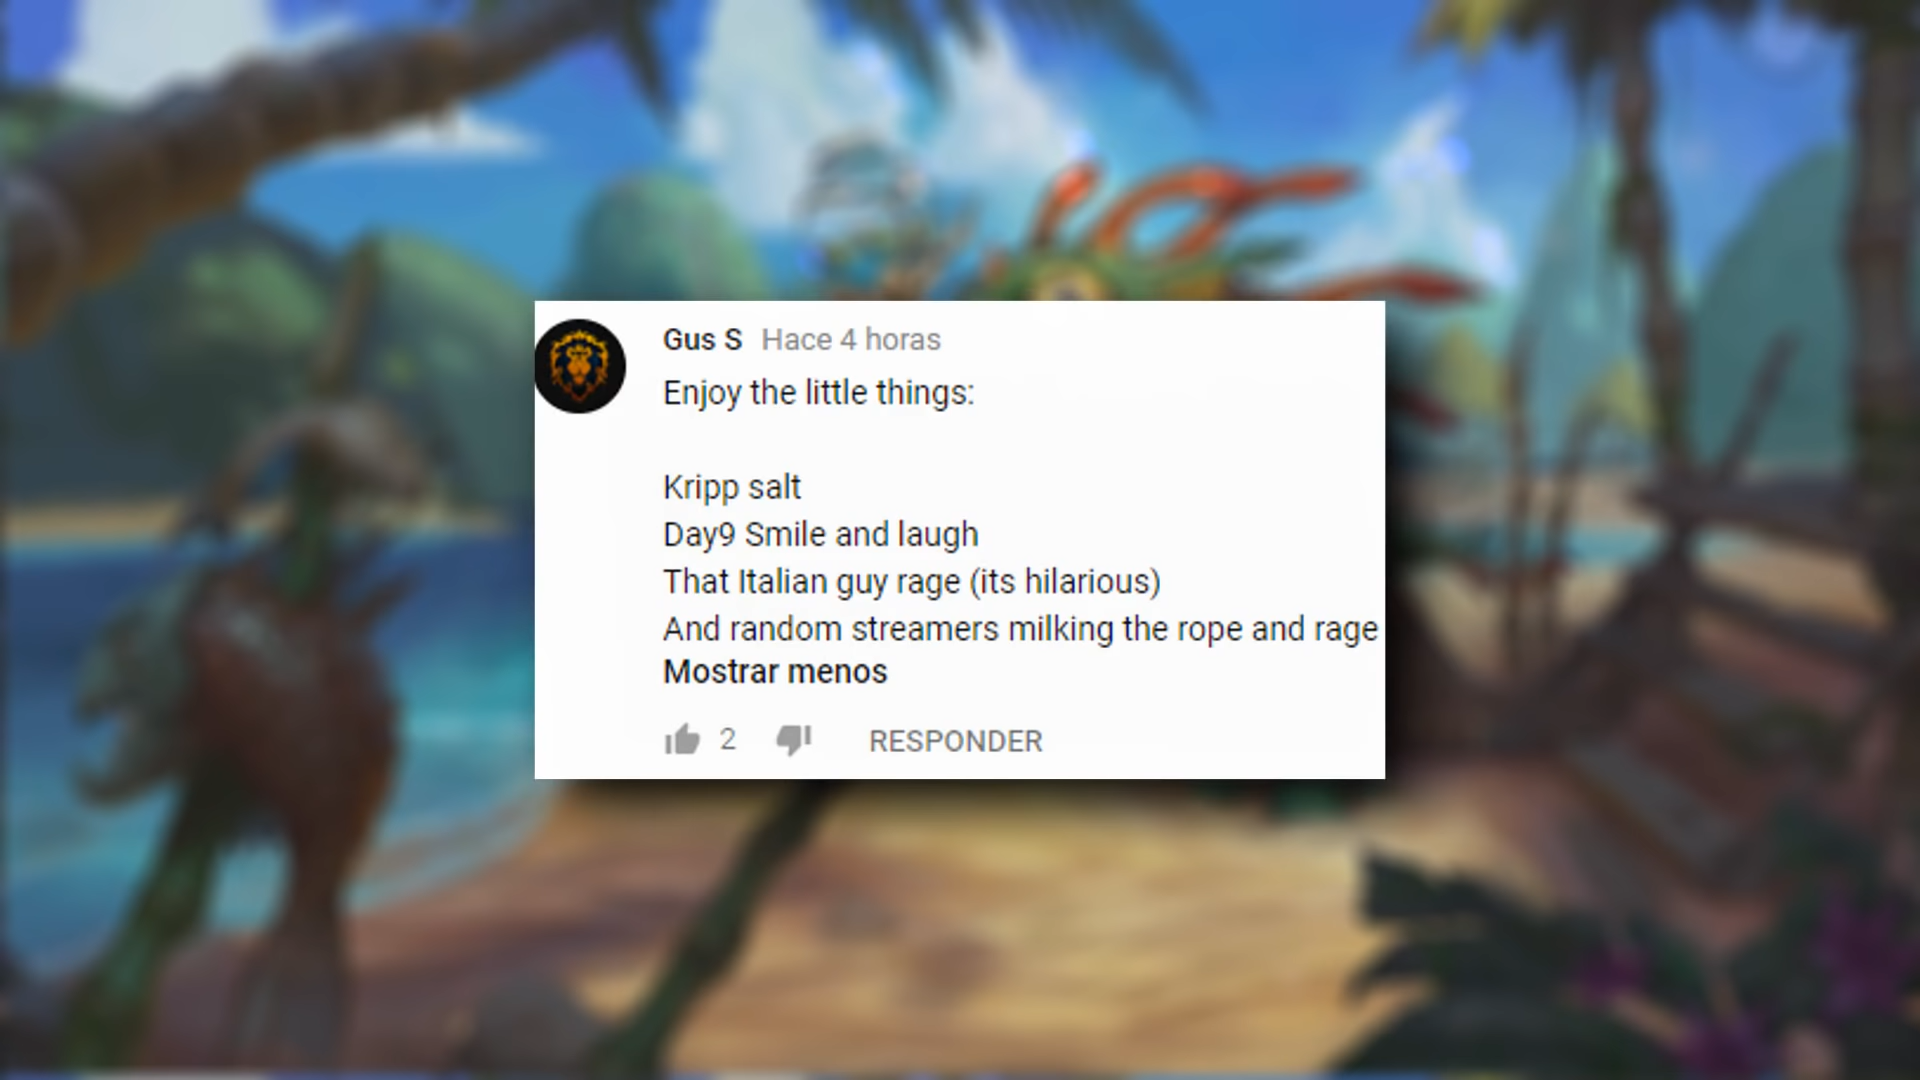 Gus S Hace 4 horas
Enjoy the little things:
Kripp salt
Day9 Smile and laugh
That Italian guy rage (its hilarious)
And random streamers milking the rope and rage
Mostrar menos
2 RESPONDER